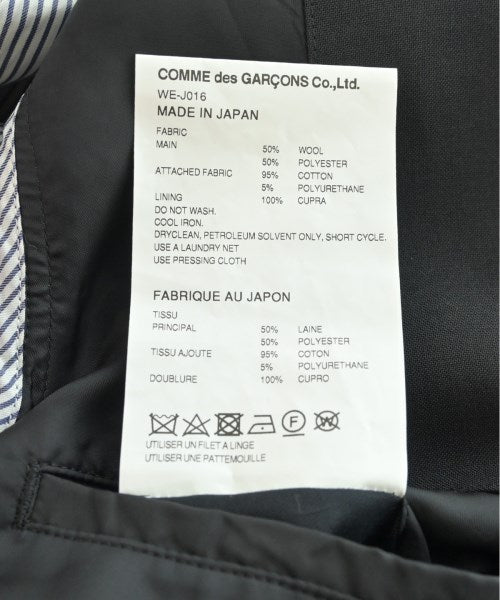 COMME des GARÇONS Co.,Ltd.
WE-J016
MADE IN JAPAN
FABRIC
MAIN 50% WOOL
50% POLYESTER
ATTACHED FABRIC 95% COTTON
5% POLYURETHANE
LINING 100% CUPRA
DO NOT WASH.
COOL IRON.
DRYCLEAN, PETROLEUM SOLVENT ONLY, SHORT CYCLE.
USE A LAUNDRY NET
USE PRESSING CLOTH
FABRIQUE AU JAPON
TISSU
PRINCIPAL 50% LAINE
50% POLYESTER
TISSU AJOUTE 95% COTON
5% POLYURETHANE
DOUBLURE 100% CUPRO
F W
UTILISER UN FILET A LINGE
UTILISER UNE PATTEMOUILLE